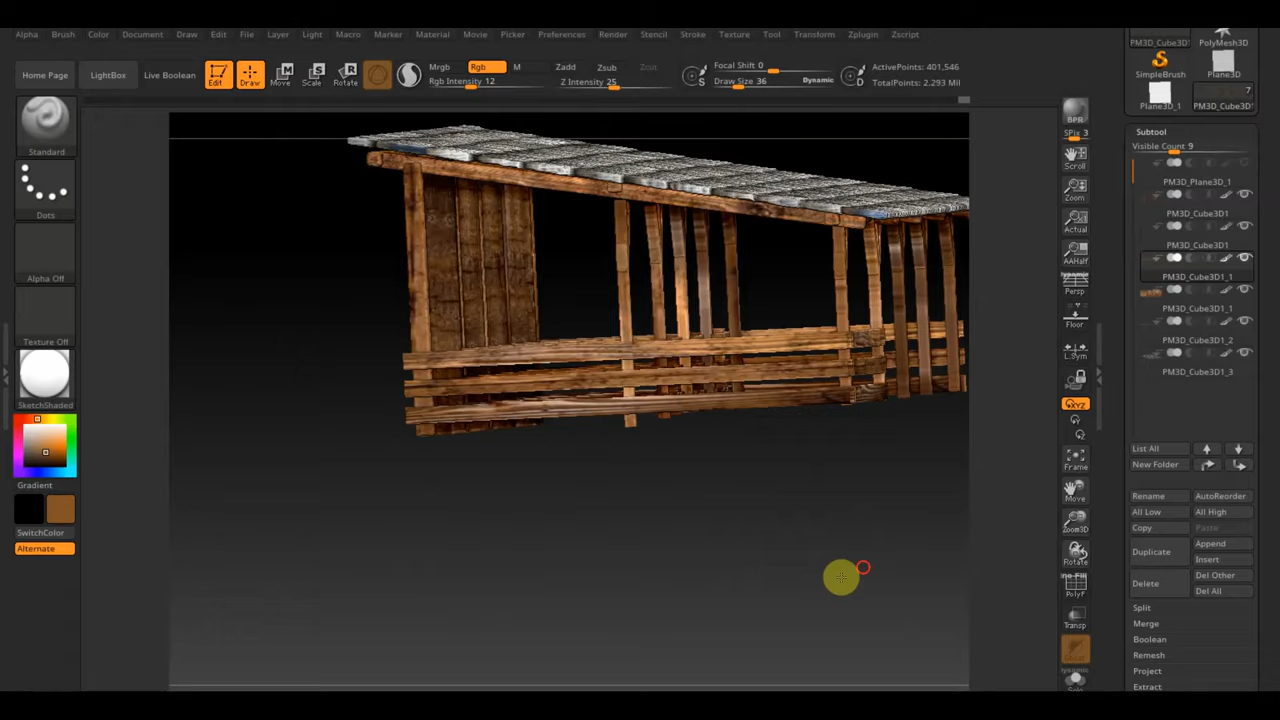 Alpha Brush Color Document Draw Edit File Layer Light Macro Marker Material Movie Picker Preferences Render Stencil Stroke Texture Tool Transform Zplugin Zscript
PM3D_Cube3D PolyMesh3D
SimpleBrush Plane3D
7
Plane3D_1 PM3D_Cube3D
Home Page LightBox Live Boolean Edit Draw Move Scale Rotate
Mrgb Rgb M
Rgb Intensity 12
Zadd Zsub Zcut
Z Intensity 25
S
Focal Shift 0
Draw Size 36 Dynamic
D
ActivePoints: 401,546
TotalPoints: 2.293 Mil
Standard
Dots
Alpha Off
Texture Off
SketchShaded
Gradient
SwitchColor
Alternate
BPR
SPix 3
Scroll
Zoom
Actual
AAHalf
Dynamic
Persp
Floor
L.Sym
XYZ
Frame
Move
Zoom3D
Rotate
PolyF
Transp
Solo
Subtool
Visible Count 9
PM3D_Plane3D_1
PM3D_Cube3D1
PM3D_Cube3D1
PM3D_Cube3D1_1
PM3D_Cube3D1_1
PM3D_Cube3D1_2
PM3D_Cube3D1_3
List All
New Folder
Rename AutoReorder
All Low All High
Copy Paste
Duplicate Append
Insert
Delete Del Other
Del All
Split
Merge
Boolean
Remesh
Project
Extract